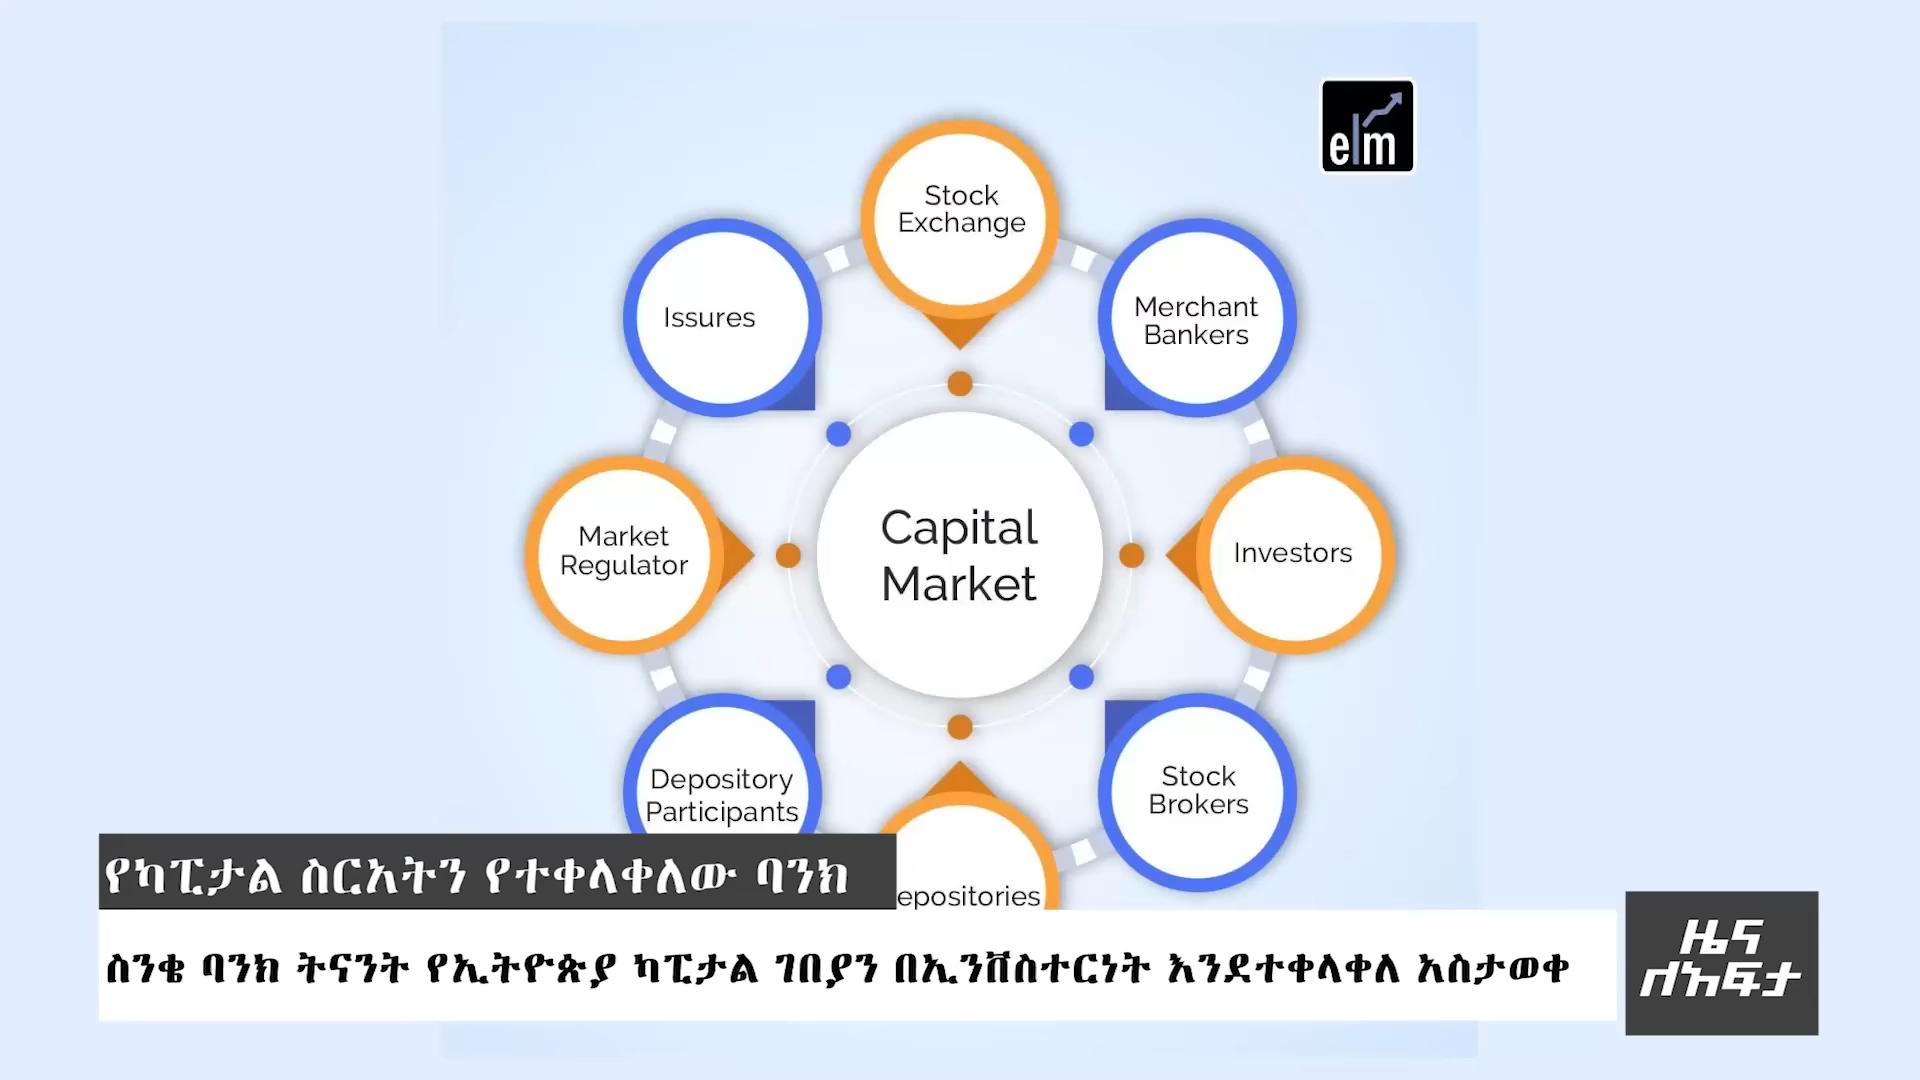 elm
Stock
Exchange
Issures
Merchant
Bankers
Market
Regulator
Capital
Market
Investors
Depository
Participants
Stock
Brokers
epositories
የካፒታል ስርአትን የተቀላቀለው ባንክ
ስንቄ ባንክ ትናንት የኢትዮጵያ ካፒታል ገበያን በኢንቨስተርነት እንደተቀላቀለ አስታወቀ
ዜና
ለአፍታ